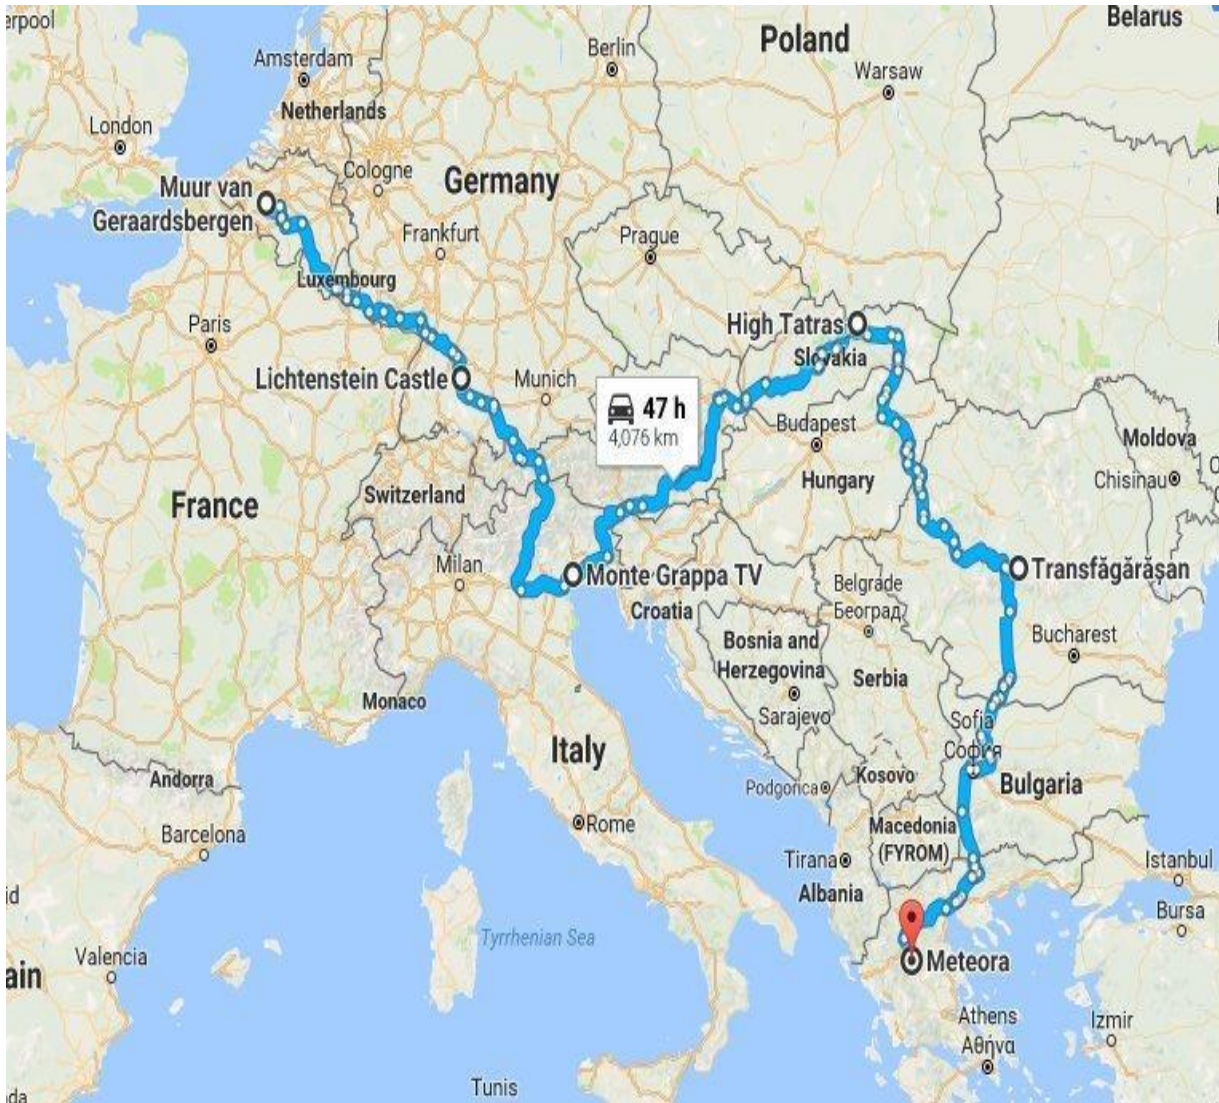 erpool
Belarus
Berlin
Poland
Amsterdam
Warsaw
Netherlands
London
Cologne
Muur van
Geraardsbergen
Germany
Frankfurt
Prague
Luxembourg
Paris
High Tatras
Slovakia
Lichtenstein Castle
Munich
47 h
4,076 km
Budapest
Moldova
Hungary
Chisinau
France
Switzerland
Milan
Monte Grappa TV
Transfăgărășan
Belgrade
Београд
Croatia
Bosnia and
Herzegovina
Bucharest
Serbia
Monaco
Sarajevo
Sofia
София
Italy
Andorra
Kosovo
Bulgaria
Podgorica
Barcelona
Rome
Macedonia
(FYROM)
Tirana
Istanbul
Albania
id
Bursa
Tyrrhenian Sea
Valencia
ain
Meteora
Athens
Αθήνα
Izmir
Tunis
da